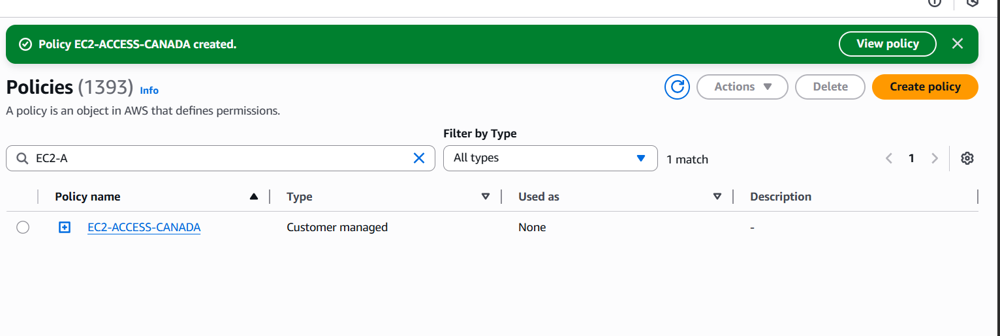 Policy EC2-ACCESS-CANADA created.
View policy
Policies (1393) Info
Actions
Delete
Create policy
A policy is an object in AWS that defines permissions.
Filter by Type
EC2-A
All types
1 match
1
Policy name
Type
Used as
Description
EC2-ACCESS-CANADA
Customer managed
None
-